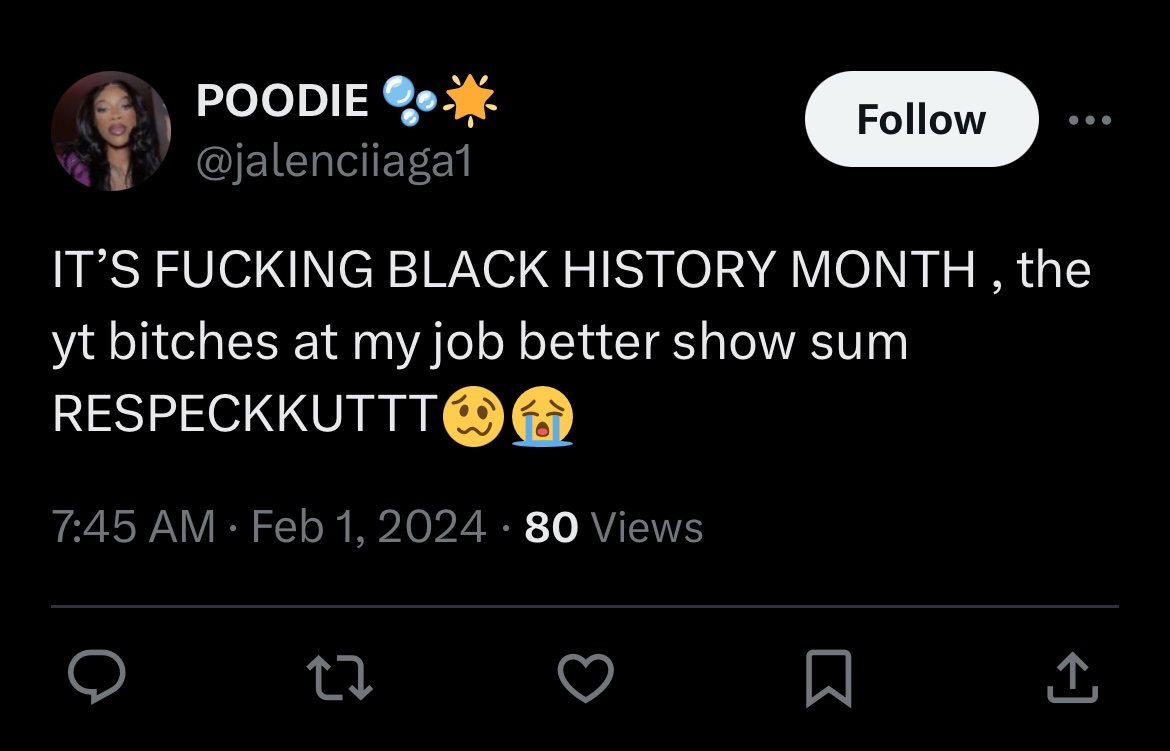 POODIE 🫧🌟
Follow
@jalenciiaga1
IT’S FUCKING BLACK HISTORY MONTH , the
yt bitches at my job better show sum
RESPECKKUTTT🥴😭
7:45 AM · Feb 1, 2024 · 80 Views